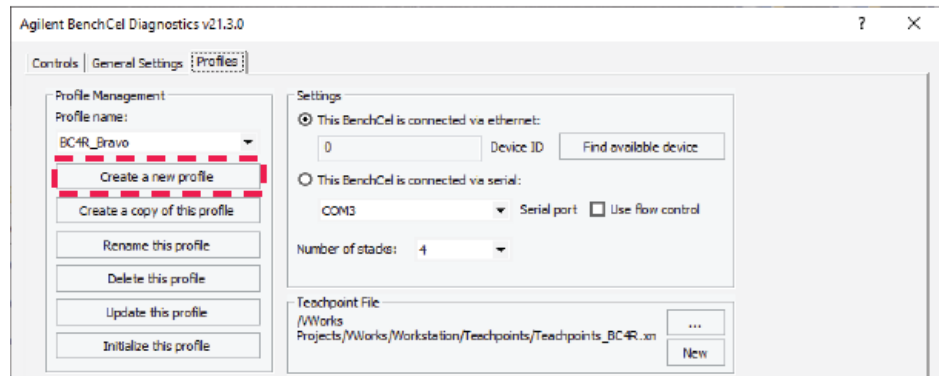 Agilent BenchCel Diagnostics v21.3.0 ?
Controls General Settings Profiles
Profile Management
Profile name:
BC4R_Bravo
Create a new profile
Create a copy of this profile
Rename this profile
Delete this profile
Update this profile
Initialize this profile
Settings
This BenchCel is connected via ethernet:
0 Device ID Find available device
This BenchCel is connected via serial:
COM3 Serial port Use flow control
Number of stacks: 4
Teachpoint File
/VWorks
Projects/VWorks/Workstation/Teachpoints/Teachpoints_BC4R.xn
...
New